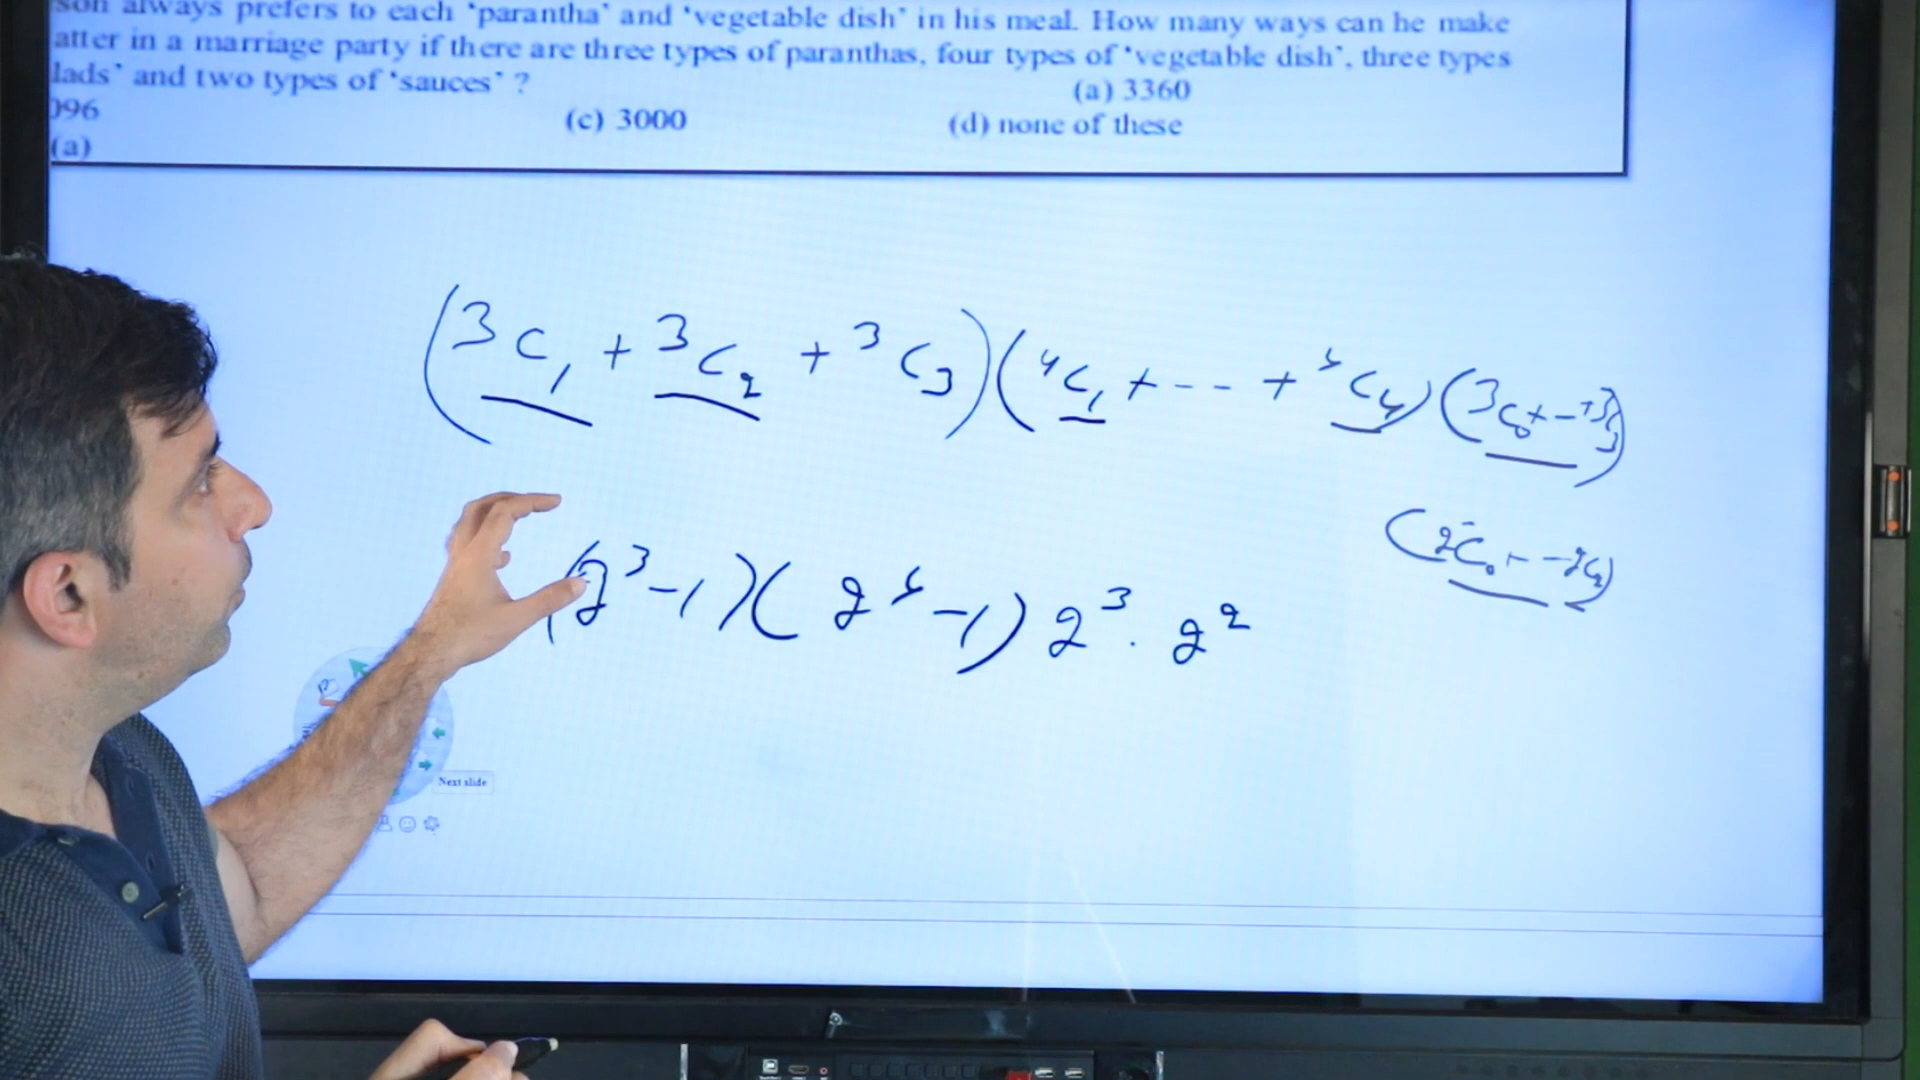 son always prefers to each 'parantha' and 'vegetable dish' in his meal. How many ways can he make
atter in a marriage party if there are three types of paranthas, four types of 'vegetable dish', three types
lads' and two types of 'sauces' ?
(a) 3360
096 (c) 3000 (d) none of these
(a)
(³C₁ + ³C₂ + ³C₃)(⁴C₁ + - - - + ⁴C₄)(³C₀ + - + ³C₃)
(²C₀ + - - ²C₂)
(2³ - 1)(2⁴ - 1) 2³ . 2²
Next slide